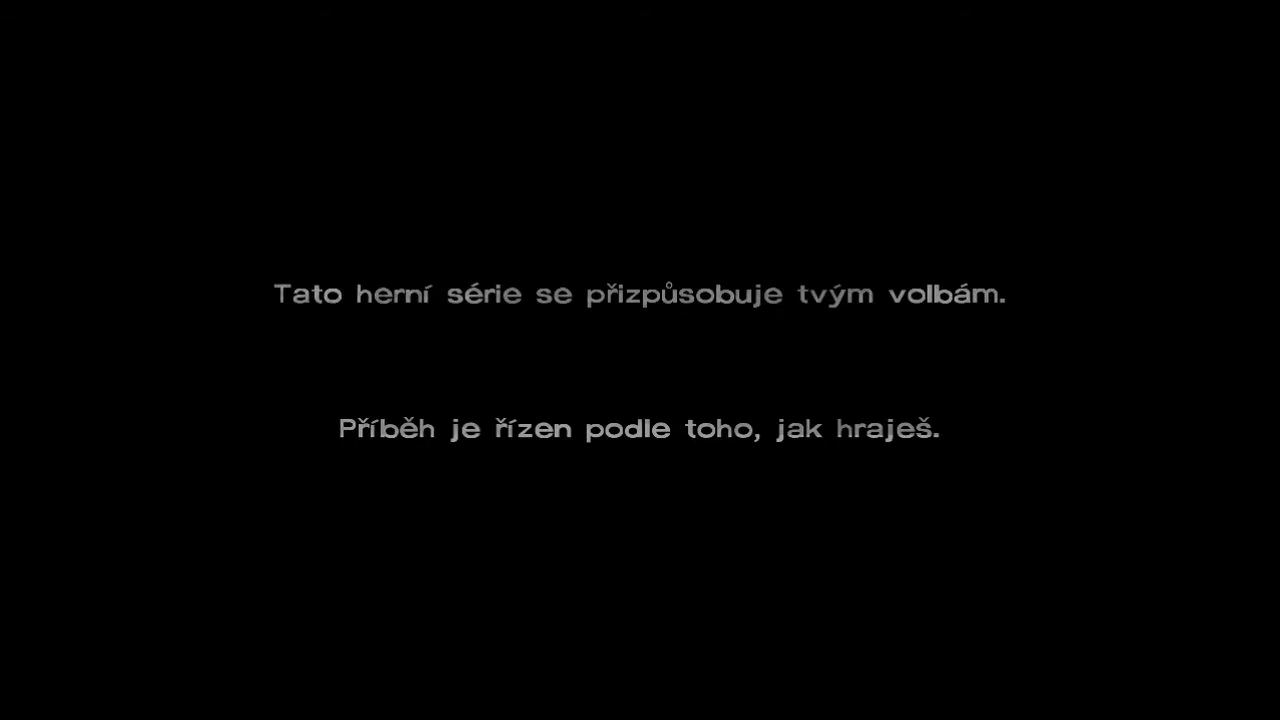 Tato herní série se přizpůsobuje tvým volbám.
Příběh je řízen podle toho, jak hraješ.